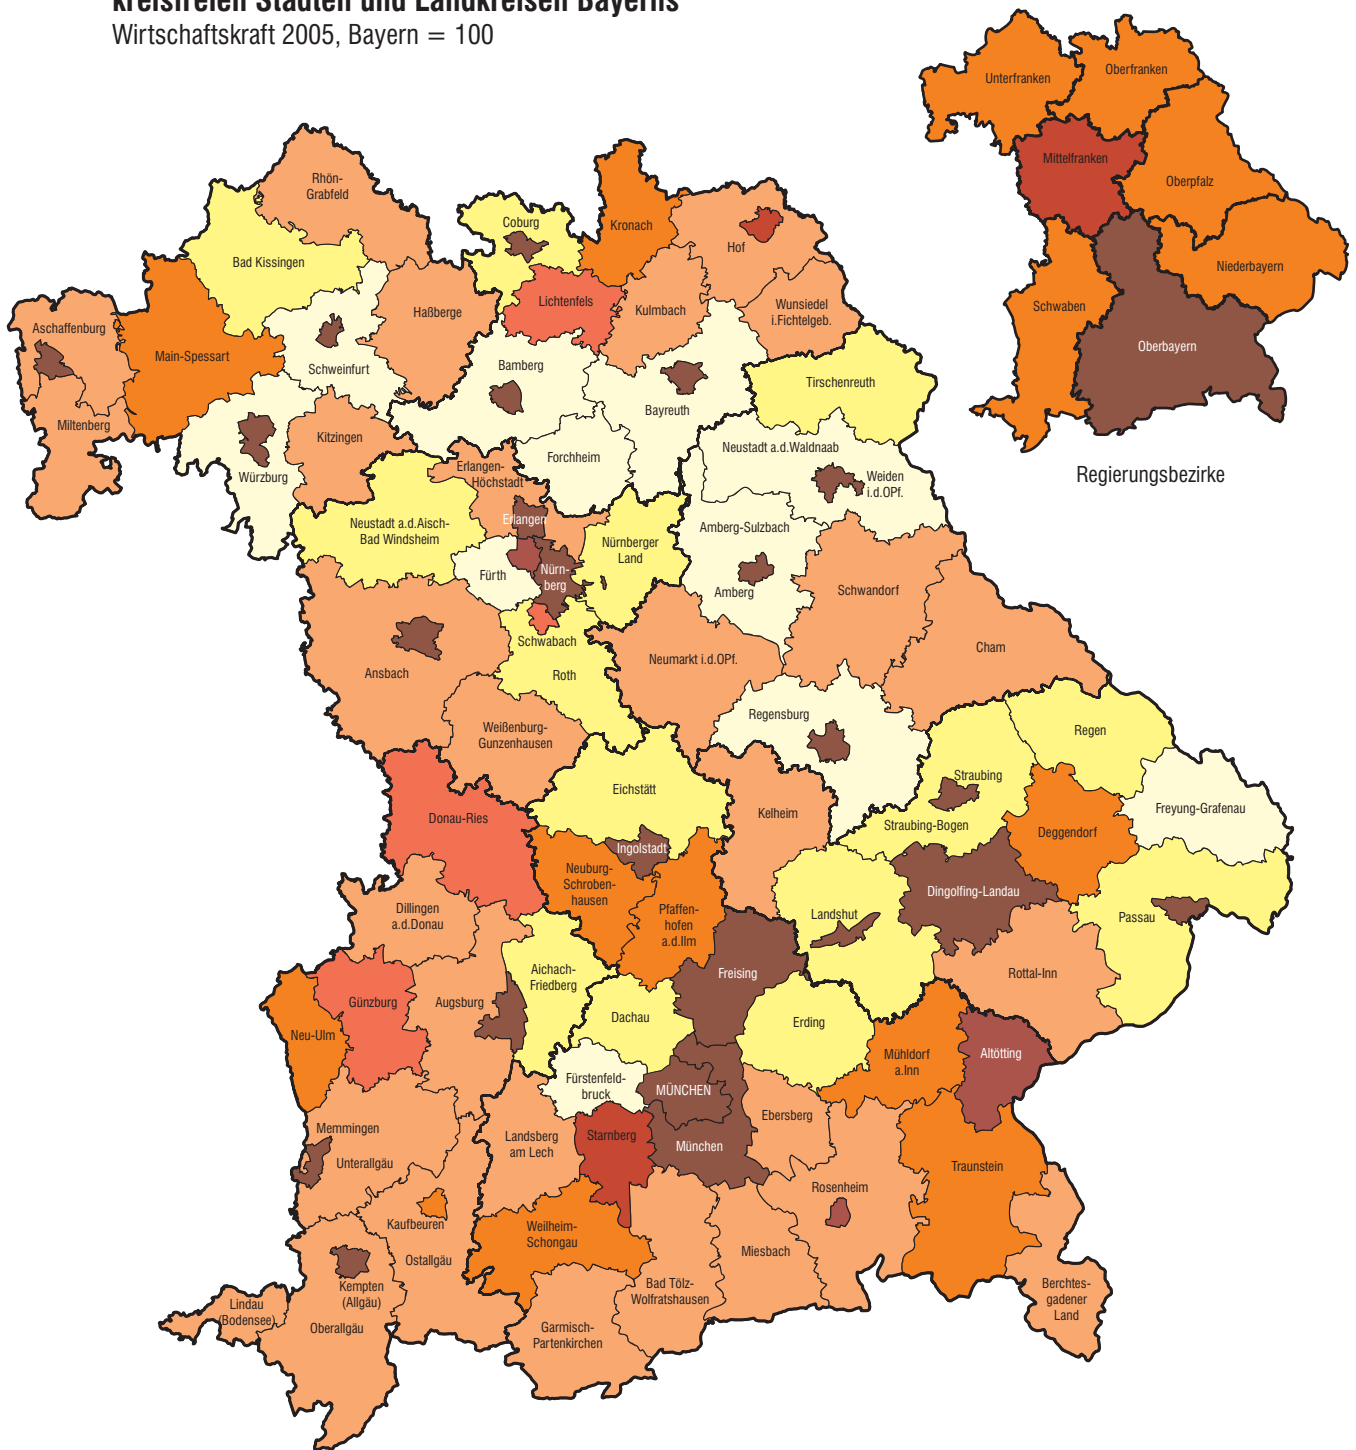 kreisfreien Städten und Landkreisen Bayerns
Wirtschaftskraft 2005, Bayern = 100
Unterfranken
Oberfranken
Mittelfranken
Oberpfalz
Niederbayern
Schwaben
Oberbayern
Regierungsbezirke
Rhön-
Grabfeld
Coburg
Kronach
Hof
Bad Kissingen
Lichtenfels
Kulmbach
Wunsiedel
i.Fichtelgeb.
Haßberge
Aschaffenburg
Main-Spessart
Schweinfurt
Bamberg
Bayreuth
Tirschenreuth
Miltenberg
Kitzingen
Würzburg
Forchheim
Erlangen-
Höchstadt
Neustadt a.d.Waldnaab
Weiden
i.d.OPf.
Neustadt a.d.Aisch-
Bad Windsheim
Erlangen
Nürnberger
Land
Amberg-Sulzbach
Fürth
Nürn-
berg
Amberg
Schwandorf
Schwabach
Roth
Neumarkt i.d.OPf.
Cham
Ansbach
Weißenburg-
Gunzenhausen
Regensburg
Regen
Eichstätt
Straubing
Freyung-Grafenau
Donau-Ries
Kelheim
Straubing-Bogen
Deggendorf
Ingolstadt
Neuburg-
Schroben-
hausen
Dingolfing-Landau
Dillingen
a.d.Donau
Pfaffen-
hofen
a.d.Ilm
Landshut
Passau
Aichach-
Friedberg
Freising
Rottal-Inn
Günzburg
Augsburg
Dachau
Erding
Neu-Ulm
Mühldorf
a.Inn
Altötting
Fürstenfeld-
bruck
MÜNCHEN
Ebersberg
Memmingen
Unterallgäu
Landsberg
am Lech
Starnberg
München
Traunstein
Rosenheim
Kaufbeuren
Ostallgäu
Weilheim-
Schongau
Miesbach
Kempten
(Allgäu)
Bad Tölz-
Wolfratshausen
Berchtes-
gadener
Land
Lindau
(Bodensee)
Oberallgäu
Garmisch-
Partenkirchen